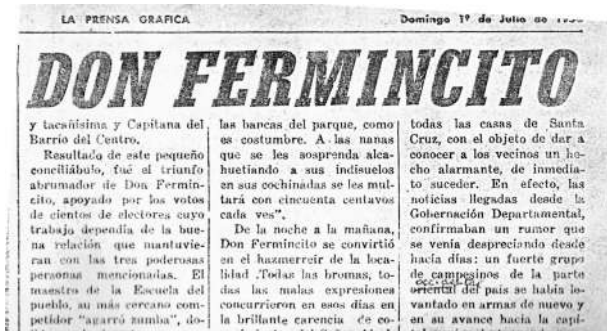 LA PRENSA GRAFICA
Domingo 1º de Julio de
DON FERMINCITO
y tacañísima y Capitana del
Barrio del Centro.
Resultado de este pequeño
conciliábulo, fué el triunfo
abrumador de Don Fermin-
cito, apoyado por los votos
de cientos de electores cuyo
trabajo dependía de la bue-
na relación que mantuvie-
ran con las tres poderosas
personas mencionadas. El
maestro de la Escuela del
pueblo, su más cercano com-
petidor "agarró zumba", do-
las bancas del parque, como
es costumbre. A las nanas
que se les sosprenda alca-
huetiando a sus indisuelos
en sus cochinadas se les mul-
tará con cincuenta centavos
cada ves".
De la noche a la mañana,
Don Fermincito se convirtió
en el hazmerreir de la loca-
lidad .Todas las bromas, to-
das las malas expresiones
concurrieron en esos días en
la brillante carencia de co-
todas las casas de Santa
Cruz, con el objeto de dar a
conocer a los vecinos un he-
cho alarmante, de inmedia-
to suceder. En efecto, las
noticias llegadas desde la
Gobernación Departamental,
confirmaban un rumor que
se venía despreciando desde
hacía días: un fuerte grupo
de campesinos de la parte
occidental
oriental del país se había le-
vantado en armas de nuevo y
en su avance hacia la capi-